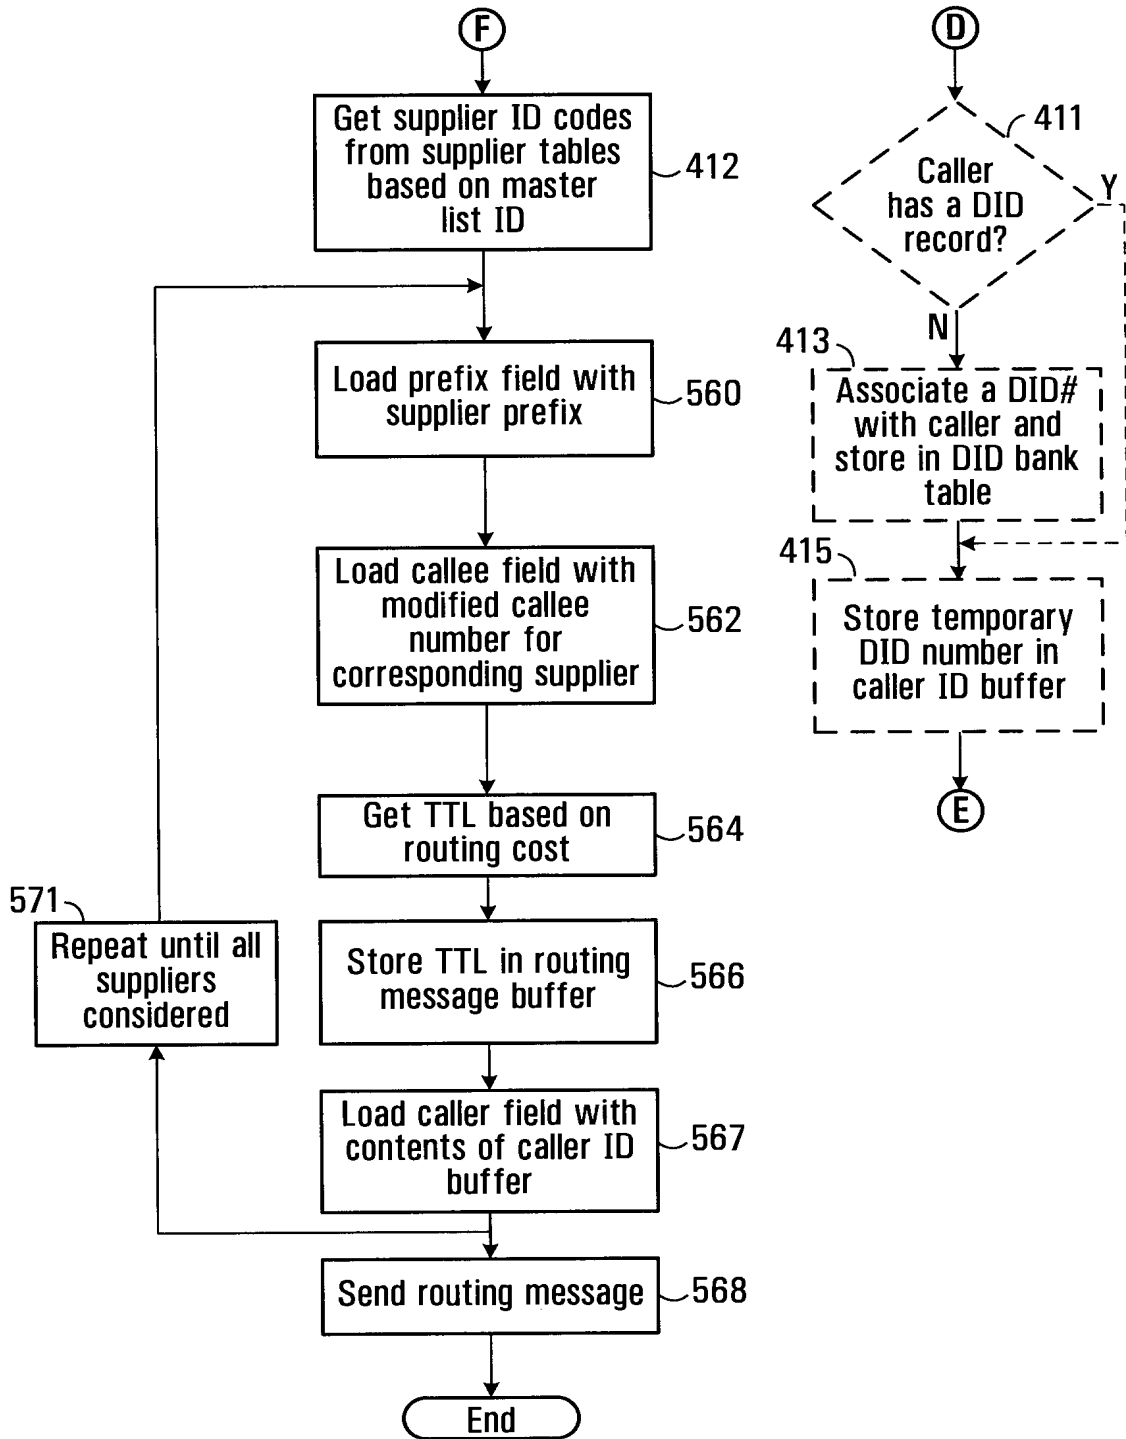 F
Get supplier ID codes
from supplier tables
based on master
list ID
412
Load prefix field with
supplier prefix
560
Load callee field with
modified callee
number for
corresponding supplier
562
Get TTL based on
routing cost
564
571
Repeat until all
suppliers
considered
Store TTL in routing
message buffer
566
Load caller field with
contents of caller ID
buffer
567
Send routing message
568
End
D
411
Caller
has a DID
record?
Y
N
413
Associate a DID#
with caller and
store in DID bank
table
415
Store temporary
DID number in
caller ID buffer
E